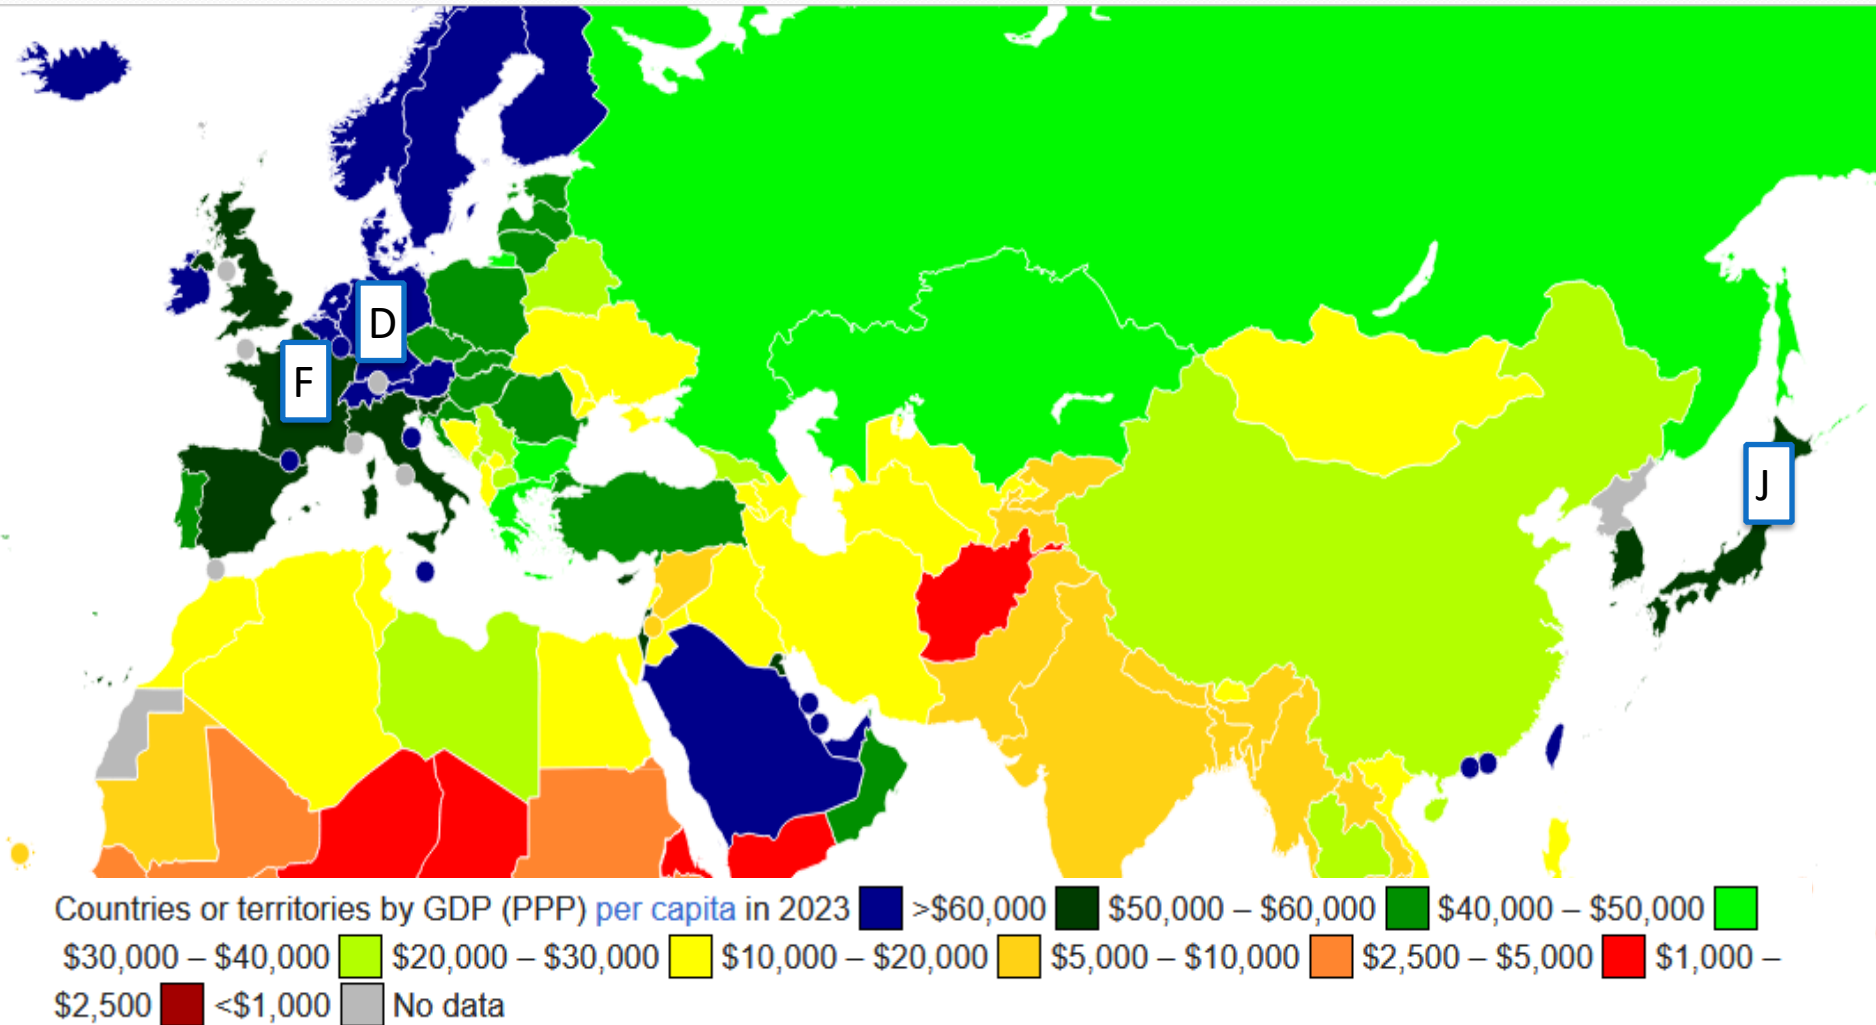 D
F
J
Countries or territories by GDP (PPP) per capita in 2023 >$60,000 $50,000 – $60,000 $40,000 – $50,000
$30,000 – $40,000 $20,000 – $30,000 $10,000 – $20,000 $5,000 – $10,000 $2,500 – $5,000 $1,000 –
$2,500 <$1,000 No data